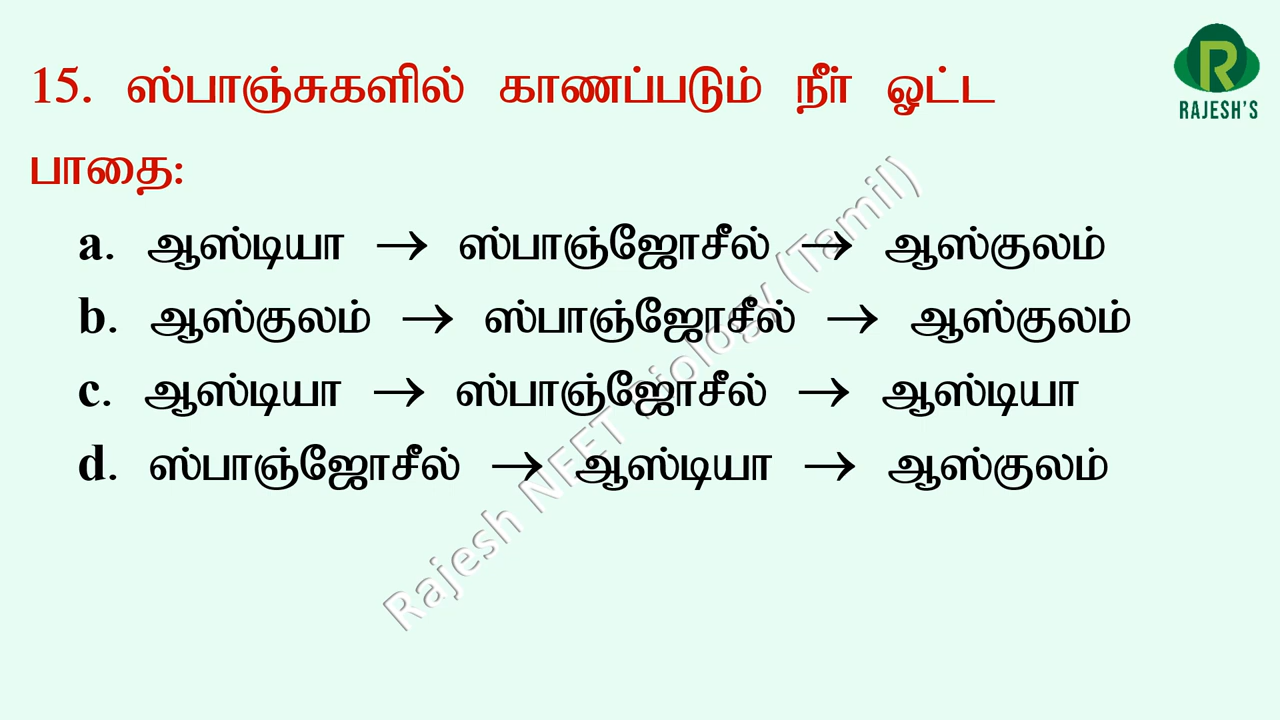 15. ஸ்பாஞ்சுகளில் காணப்படும் நீர் ஓட்ட
பாதை:
a. ஆஸ்டியா → ஸ்பாஞ்ஜோசீல் → ஆஸ்குலம்
b. ஆஸ்குலம் → ஸ்பாஞ்ஜோசீல் → ஆஸ்குலம்
c. ஆஸ்டியா → ஸ்பாஞ்ஜோசீல் → ஆஸ்டியா
d. ஸ்பாஞ்ஜோசீல் → ஆஸ்டியா → ஆஸ்குலம்
R
RAJESH'S
Rajesh NEET Biology (Tamil)